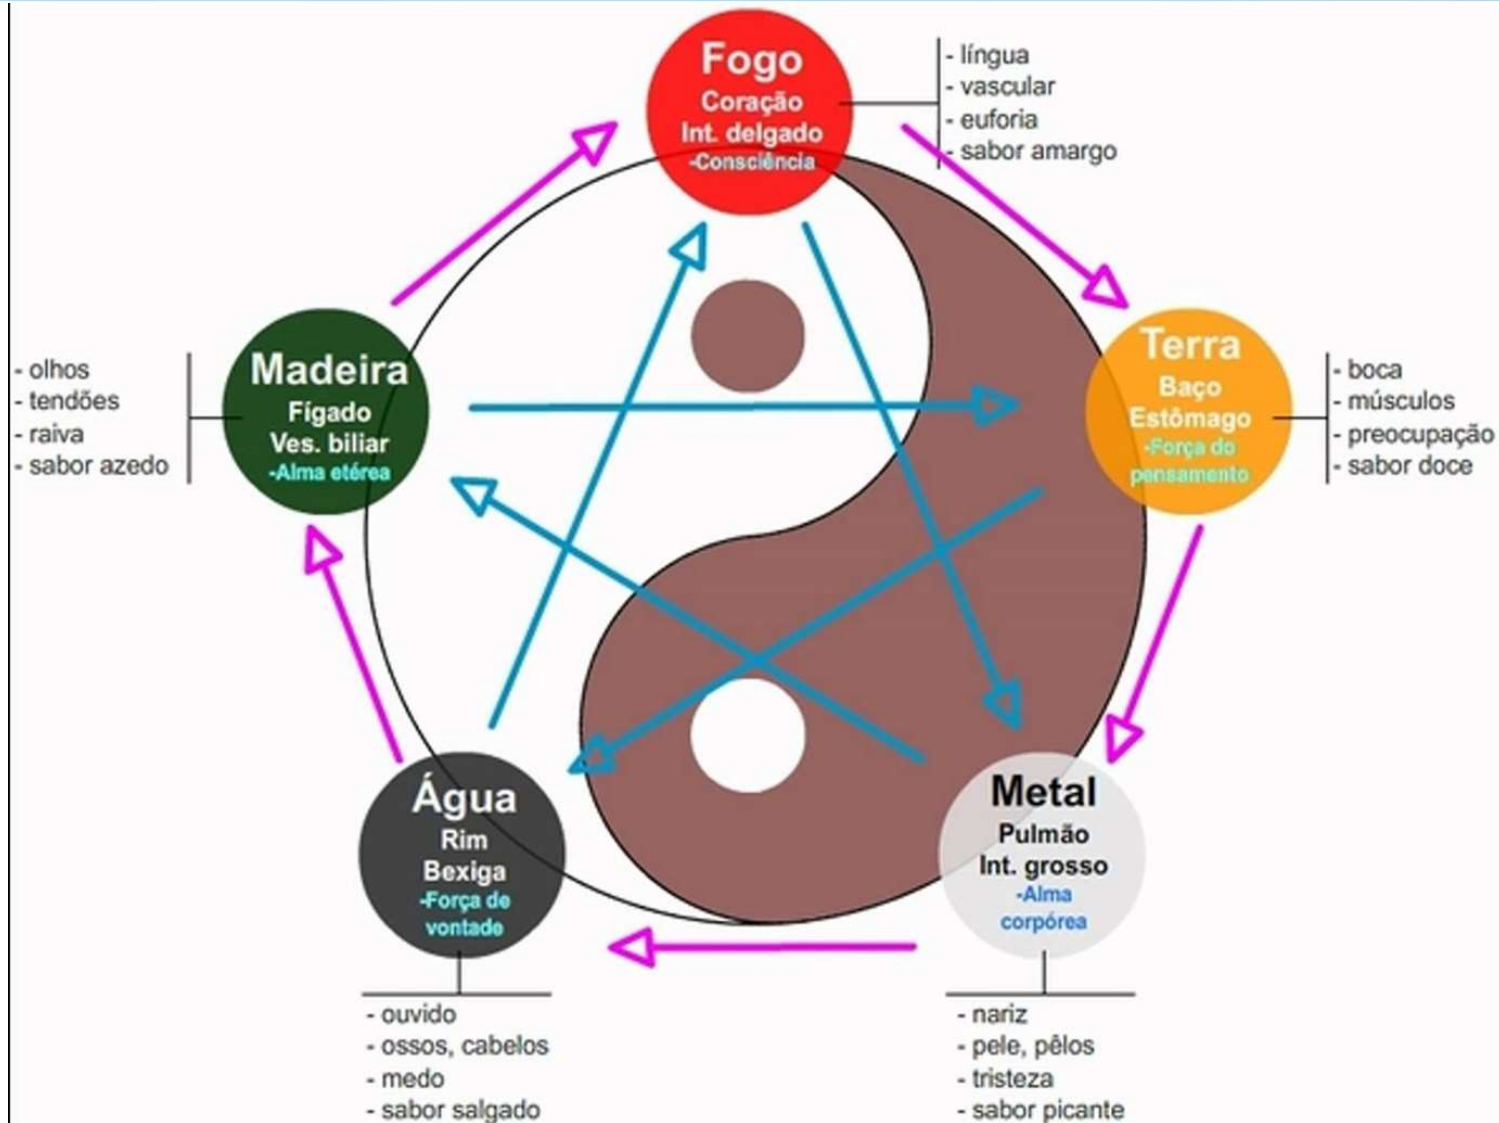 Fogo
Coração
Int. delgado
-Consciência
- língua
- vascular
- euforia
- sabor amargo
Madeira
Fígado
Ves. biliar
-Alma etérea
- olhos
- tendões
- raiva
- sabor azedo
Terra
Baço
Estômago
-Força do
pensamento
- boca
- músculos
- preocupação
- sabor doce
Água
Rim
Bexiga
-Força de
vontade
- ouvido
- ossos, cabelos
- medo
- sabor salgado
Metal
Pulmão
Int. grosso
-Alma
corpórea
- nariz
- pele, pêlos
- tristeza
- sabor picante